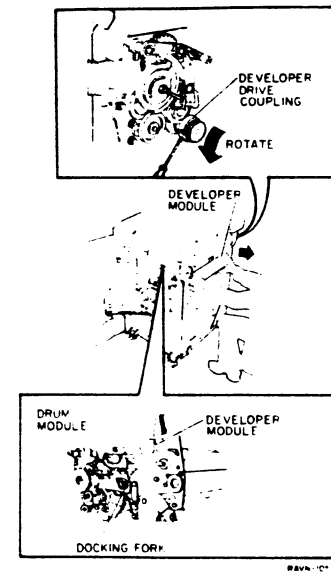 DEVELOPER
DRIVE
COUPLING
ROTATE
DEVELOPER
MODULE
DRUM
MODULE
DEVELOPER
MODULE
DOCKING FORK